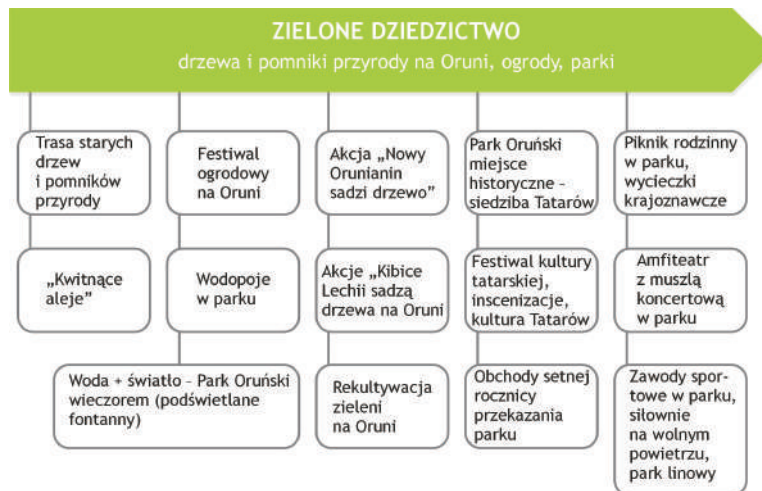 ZIELONE DZIEDZICTWO
drzewa i pomniki przyrody na Oruni, ogrody, parki
Trasa starych
drzew
i pomników
przyrody
Festiwal
ogrodowy
na Oruni
Akcja „Nowy
Orunianin
sadzi drzewo”
Park Oruński
miejsce
historyczne –
siedziba Tatarów
Piknik rodzinny
w parku,
wycieczki
krajoznawcze
„Kwitnące
aleje”
Wodopoje
w parku
Akcje „Kibice
Lechii sadzą
drzewa na Oruni
Festiwal kultury
tatarskiej,
inscenizacje,
kultura Tatarów
Amfiteatr
z muszlą
koncertową
w parku
Woda + światło – Park Oruński
wieczorem (podświetlane
fontanny)
Rekultywacja
zieleni
na Oruni
Obchody setnej
rocznicy
przekazania
parku
Zawody spor-
towe w parku,
siłownie
na wolnym
powietrzu,
park linowy